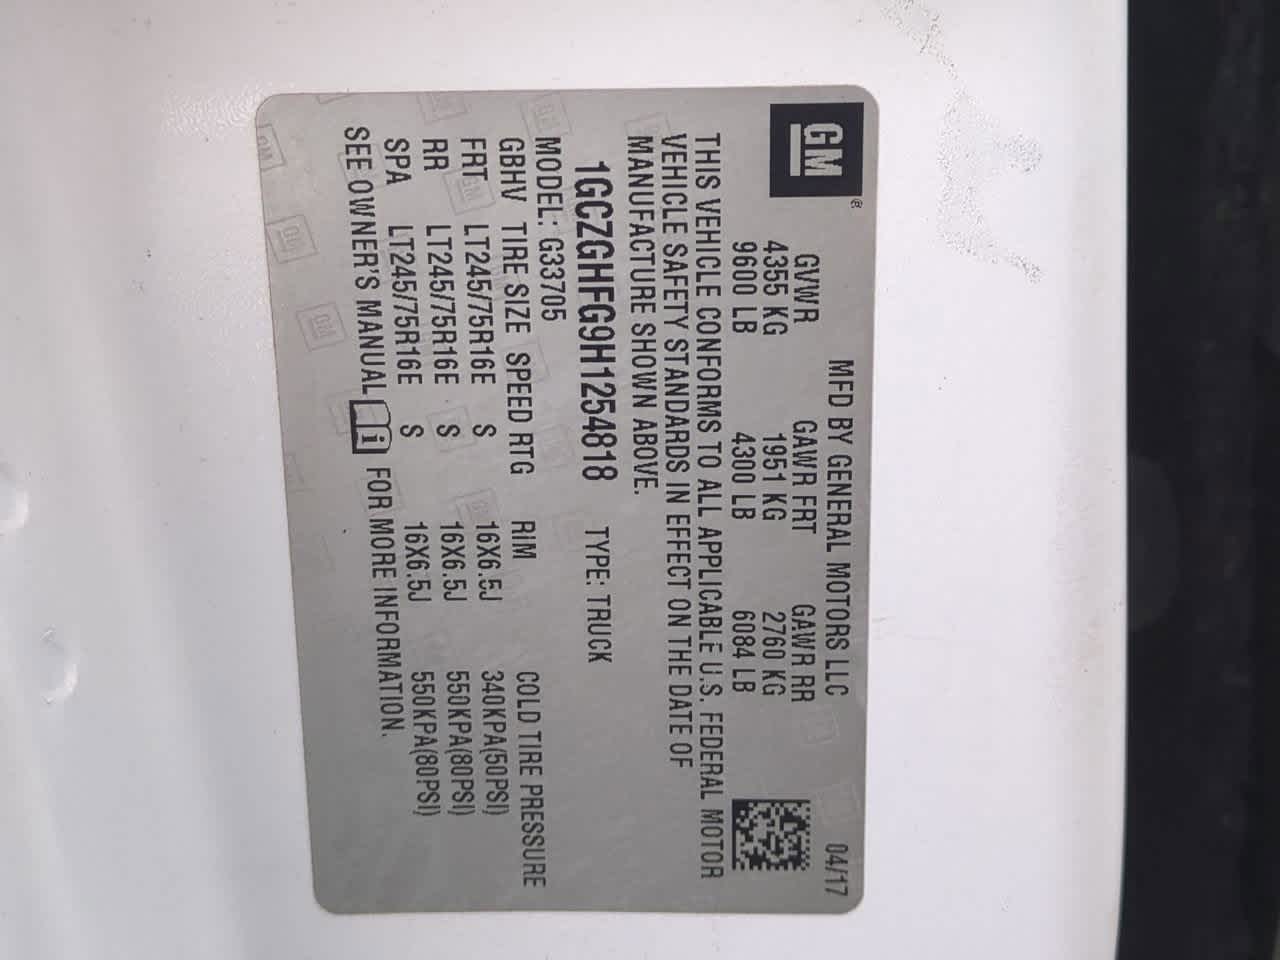 GM
®
MFD BY GENERAL MOTORS LLC 04/17
GVWR GAWR FRT GAWR RR
4355 KG 1951 KG 2760 KG
9600 LB 4300 LB 6084 LB
THIS VEHICLE CONFORMS TO ALL APPLICABLE U.S. FEDERAL MOTOR
VEHICLE SAFETY STANDARDS IN EFFECT ON THE DATE OF
MANUFACTURE SHOWN ABOVE.
1GCZGHFG9H1254818 TYPE: TRUCK
MODEL: G33705
GBHV TIRE SIZE SPEED RTG RIM COLD TIRE PRESSURE
FRT LT245/75R16E S 16X6.5J 340KPA(50PSI)
RR LT245/75R16E S 16X6.5J 550KPA(80PSI)
SPA LT245/75R16E S 16X6.5J 550KPA(80PSI)
SEE OWNER'S MANUAL i FOR MORE INFORMATION.